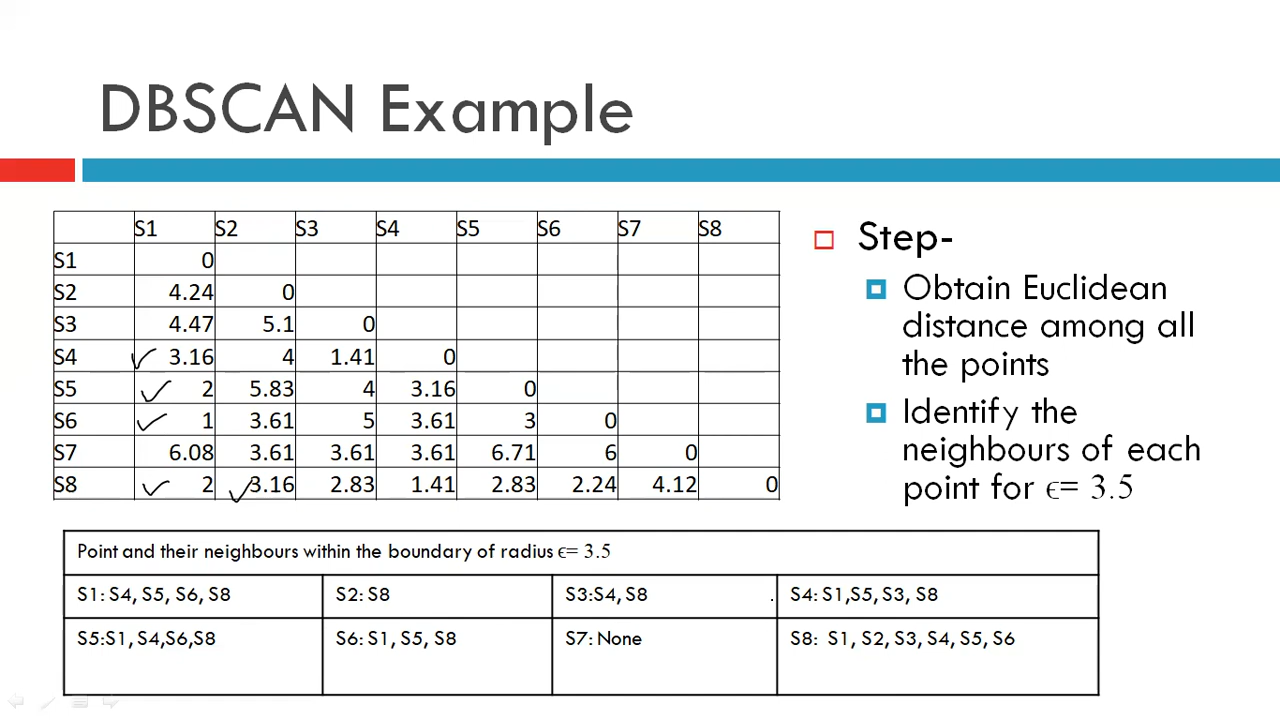 DBSCAN Example
S1 S2 S3 S4 S5 S6 S7 S8
S1 0
S2 4.24 0
S3 4.47 5.1 0
S4 3.16 4 1.41 0
S5 2 5.83 4 3.16 0
S6 1 3.61 5 3.61 3 0
S7 6.08 3.61 3.61 3.61 6.71 6 0
S8 2 3.16 2.83 1.41 2.83 2.24 4.12 0
Step-
Obtain Euclidean
distance among all
the points
Identify the
neighbours of each
point for ϵ= 3.5
Point and their neighbours within the boundary of radius ϵ= 3.5
S1: S4, S5, S6, S8 S2: S8 S3:S4, S8 S4: S1,S5, S3, S8
S5:S1, S4,S6,S8 S6: S1, S5, S8 S7: None S8: S1, S2, S3, S4, S5, S6